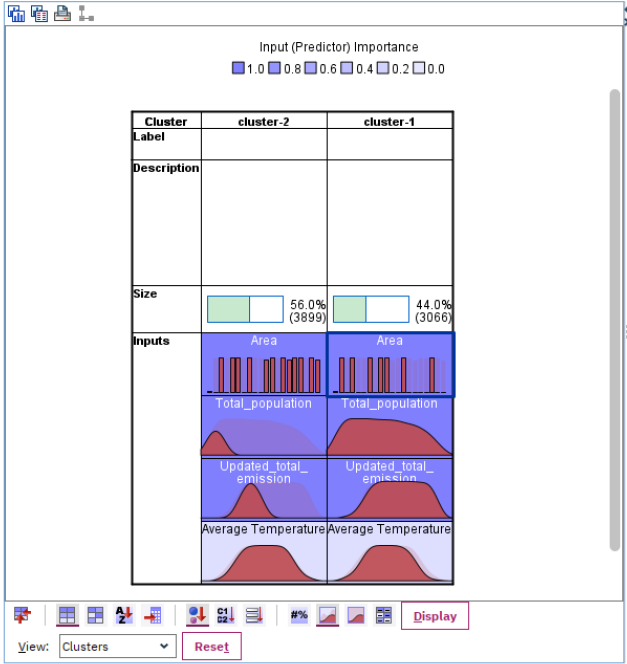 Input (Predictor) Importance
1.0 0.8 0.6 0.4 0.2 0.0
Cluster cluster-2 cluster-1
Label
Description
Size
56.0% 44.0%
(3899) (3066)
Inputs Area Area
Total_population Total_population
Updated_total_ Updated_total_
emission emission
Average Temperature Average Temperature
A Z C1 C2 #% Display
View: Clusters Reset